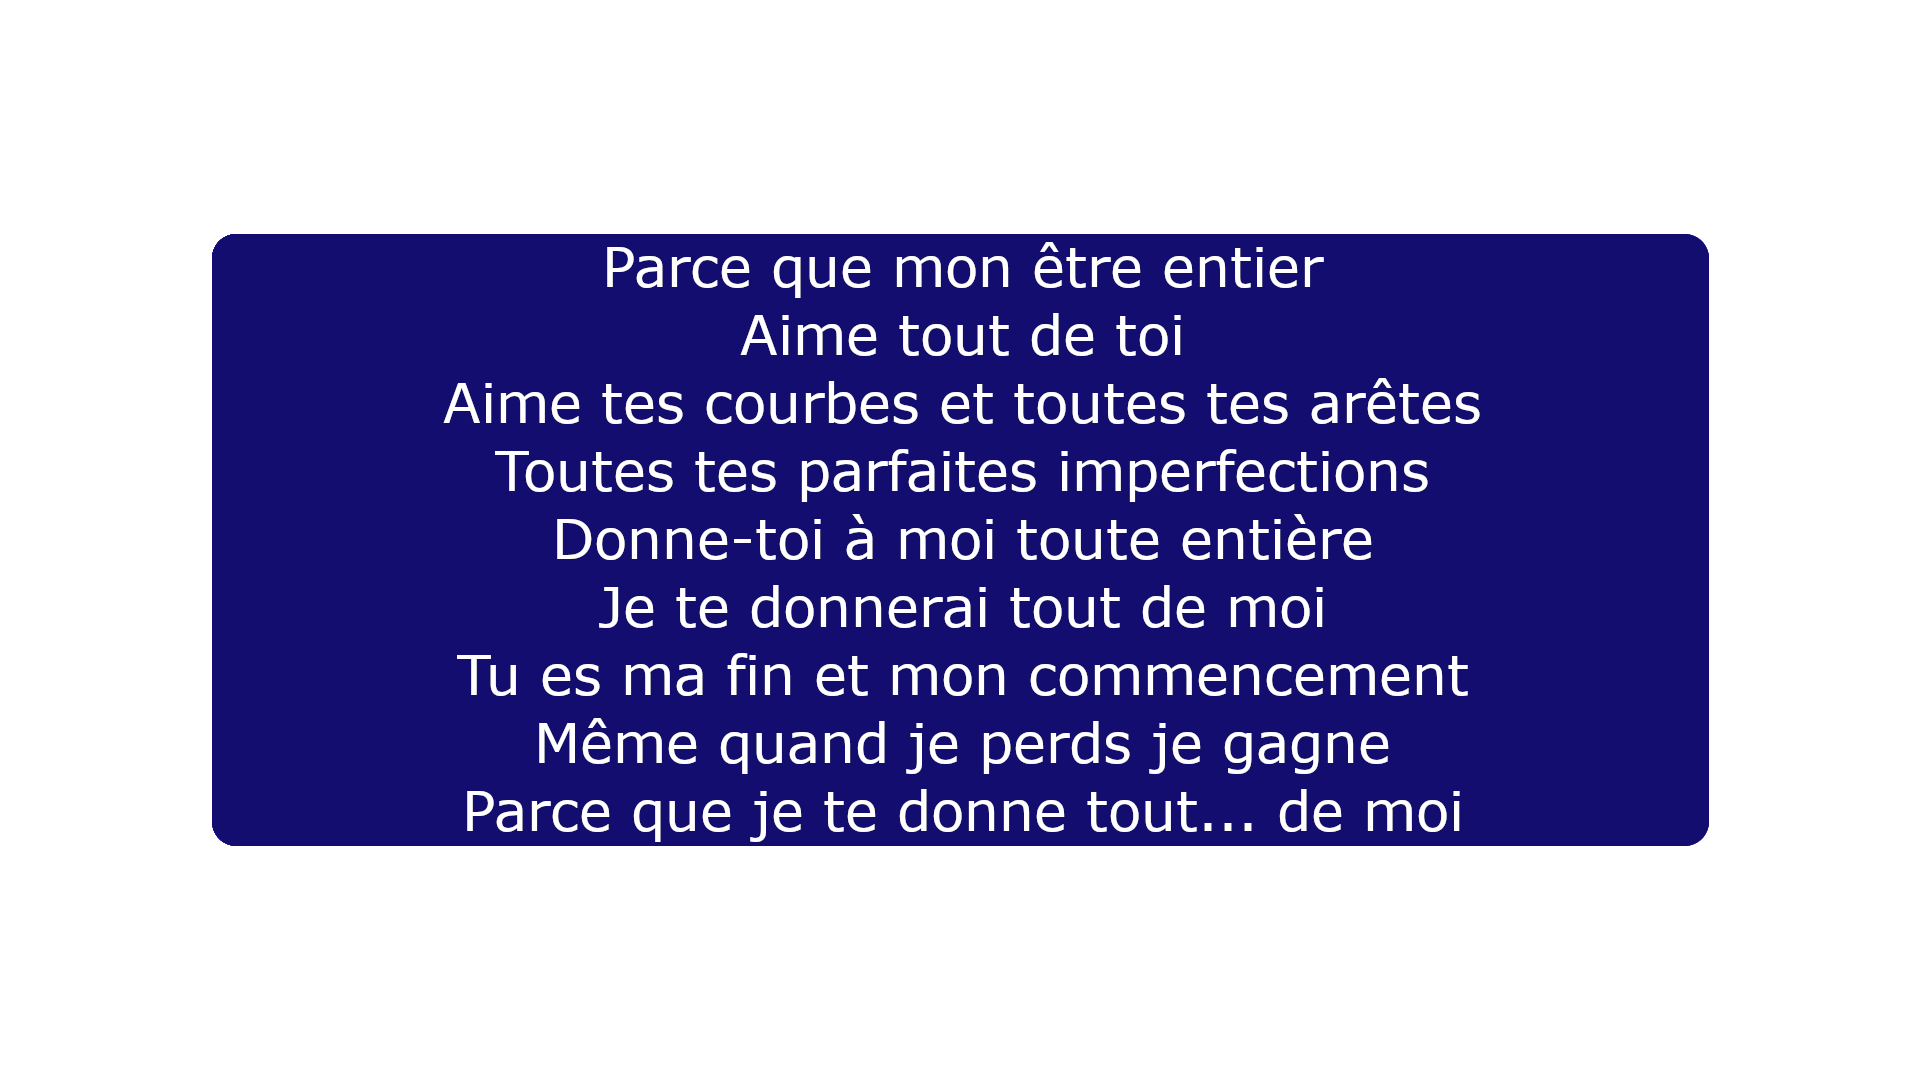 Parce que mon être entier
Aime tout de toi
Aime tes courbes et toutes tes arêtes
Toutes tes parfaites imperfections
Donne-toi à moi toute entière
Je te donnerai tout de moi
Tu es ma fin et mon commencement
Même quand je perds je gagne
Parce que je te donne tout... de moi